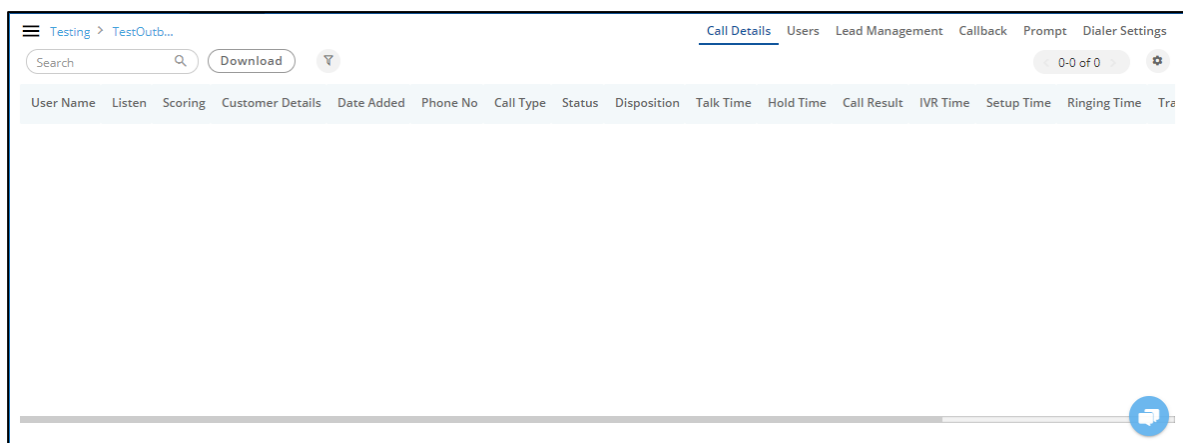 Testing > TestOutb... Call Details Users Lead Management Callback Prompt Dialer Settings
Search Download 0-0 of 0
User Name Listen Scoring Customer Details Date Added Phone No Call Type Status Disposition Talk Time Hold Time Call Result IVR Time Setup Time Ringing Time Tra